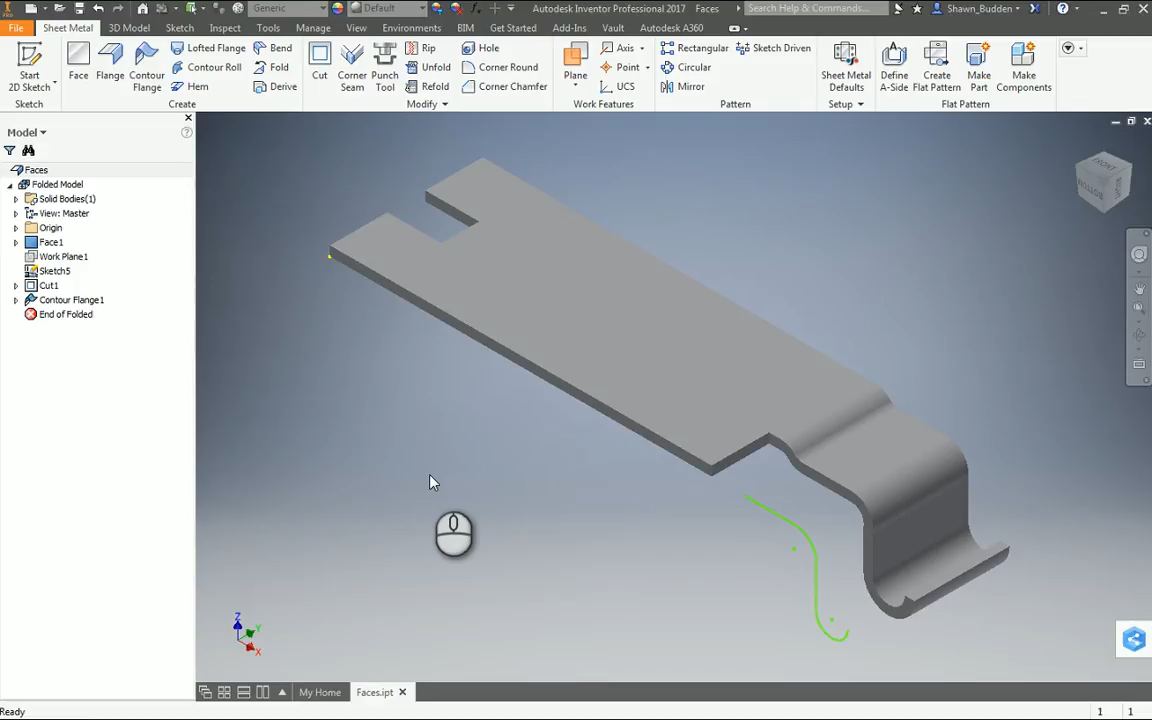 PRO Generic Default Autodesk Inventor Professional 2017 Faces Search Help & Commands... Shawn_Budden
File Sheet Metal 3D Model Sketch Inspect Tools Manage View Environments BIM Get Started Add-Ins Vault Autodesk A360
Start 2D Sketch Face Flange Contour Flange Lofted Flange Bend Cut Corner Seam Punch Tool Rip Hole Plane Axis Rectangular Sketch Driven Sheet Metal Defaults Define A-Side Create Flat Pattern Make Part Make Components
Contour Roll Fold Unfold Corner Round Point Circular
Hem Derive Refold Corner Chamfer UCS Mirror
Sketch Create Modify Work Features Pattern Setup Flat Pattern
Model
Faces
Folded Model
Solid Bodies(1)
View: Master
Origin
Face1
Work Plane1
Sketch5
Cut1
Contour Flange1
End of Folded
FRONT
BOTTOM
Z
Y
X
My Home Faces.ipt
Ready 1 1